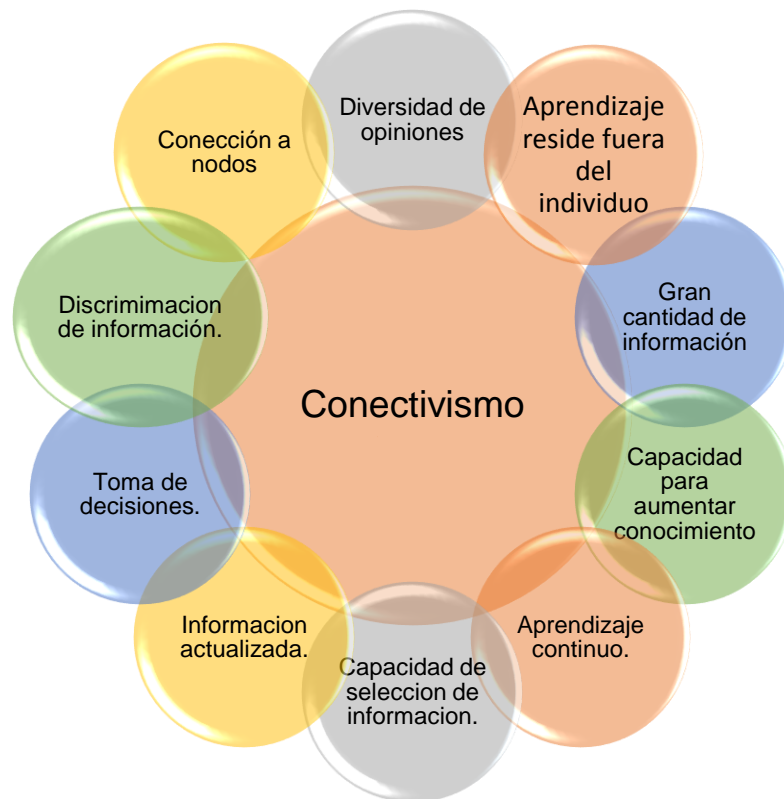 Conectivismo
Diversidad de
opiniones
Aprendizaje
reside fuera
del
individuo
Gran
cantidad de
información
Capacidad
para
aumentar
conocimiento
Aprendizaje
continuo.
Capacidad de
seleccion de
informacion.
Informacion
actualizada.
Toma de
decisiones.
Discrimimacion
de información.
Conección a
nodos